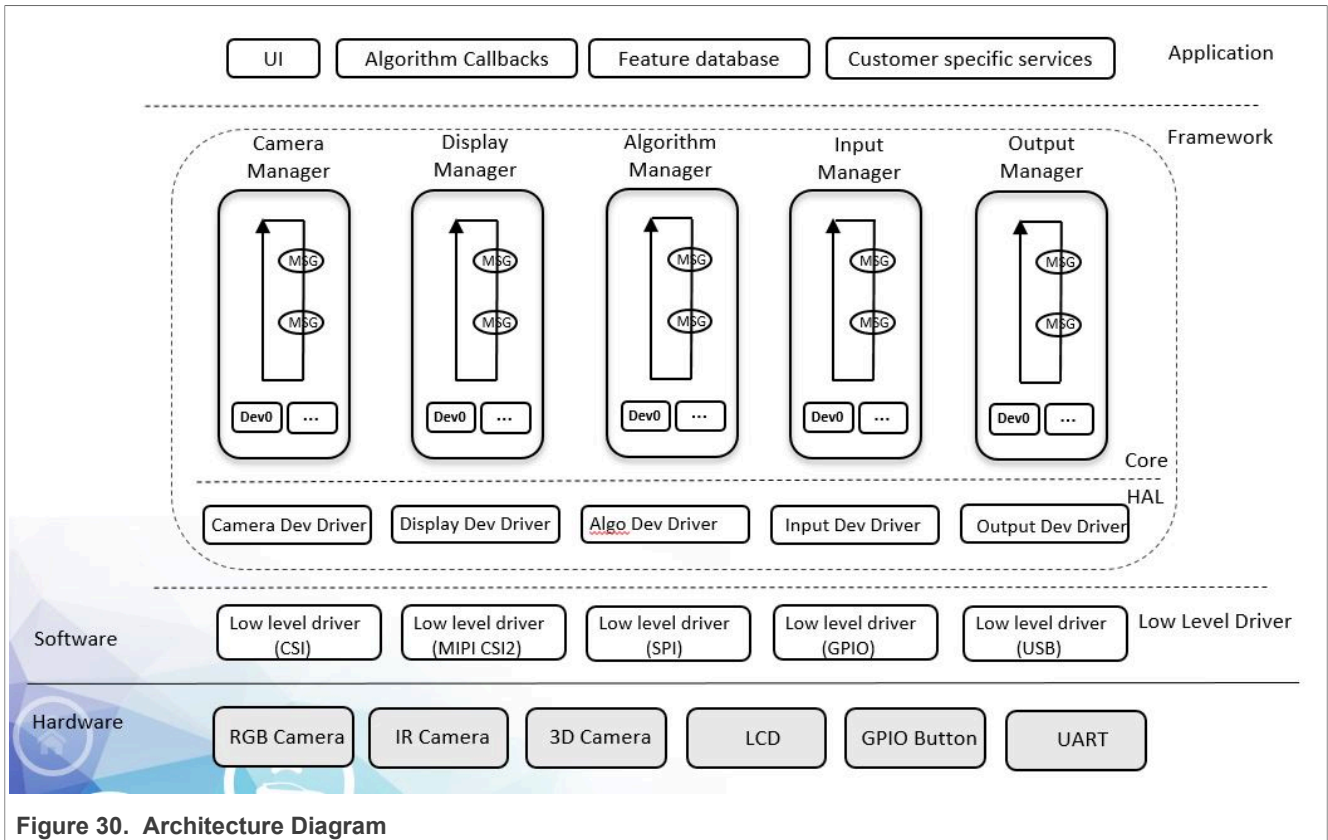 UI
Algorithm Callbacks
Feature database
Customer specific services
Application
Framework
Camera
Manager
Display
Manager
Algorithm
Manager
Input
Manager
Output
Manager
MSG
MSG
MSG
MSG
MSG
MSG
MSG
MSG
MSG
MSG
Dev0
...
Dev0
...
Dev0
...
Dev0
...
Dev0
...
Core
HAL
Camera Dev Driver
Display Dev Driver
Algo Dev Driver
Input Dev Driver
Output Dev Driver
Software
Low level driver
(CSI)
Low level driver
(MIPI CSI2)
Low level driver
(SPI)
Low level driver
(GPIO)
Low level driver
(USB)
Low Level Driver
Hardware
RGB Camera
IR Camera
3D Camera
LCD
GPIO Button
UART
Figure 30. Architecture Diagram